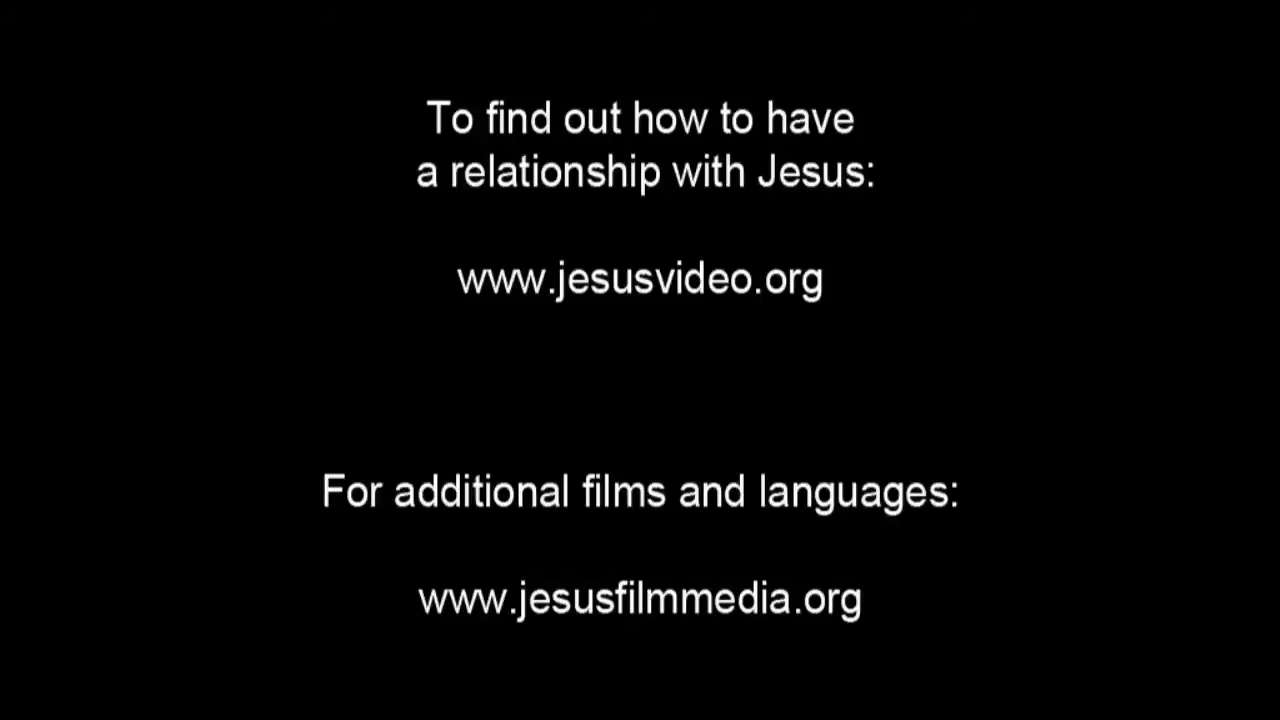 To find out how to have
a relationship with Jesus:
www.jesusvideo.org
For additional films and languages:
www.jesusfilmmedia.org